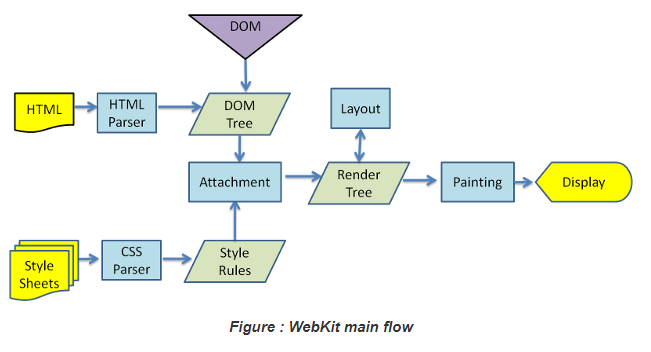 DOM
HTML
HTML
Parser
DOM
Tree
Layout
Attachment
Render
Tree
Painting
Display
Style
Sheets
CSS
Parser
Style
Rules
Figure : WebKit main flow